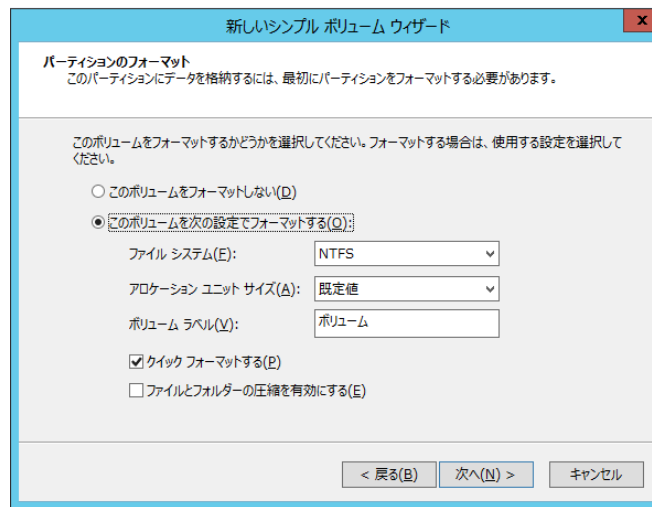 新しいシンプル ボリューム ウィザード
x
パーティションのフォーマット
このパーティションにデータを格納するには、最初にパーティションをフォーマットする必要があります。
このボリュームをフォーマットするかどうかを選択してください。フォーマットする場合は、使用する設定を選択して
ください。
このボリュームをフォーマットしない(D)
このボリュームを次の設定でフォーマットする(O):
ファイル システム(F): NTFS
アロケーション ユニット サイズ(A): 既定値
ボリューム ラベル(V): ボリューム
クイック フォーマットする(P)
ファイルとフォルダーの圧縮を有効にする(E)
< 戻る(B) 次へ(N) > キャンセル